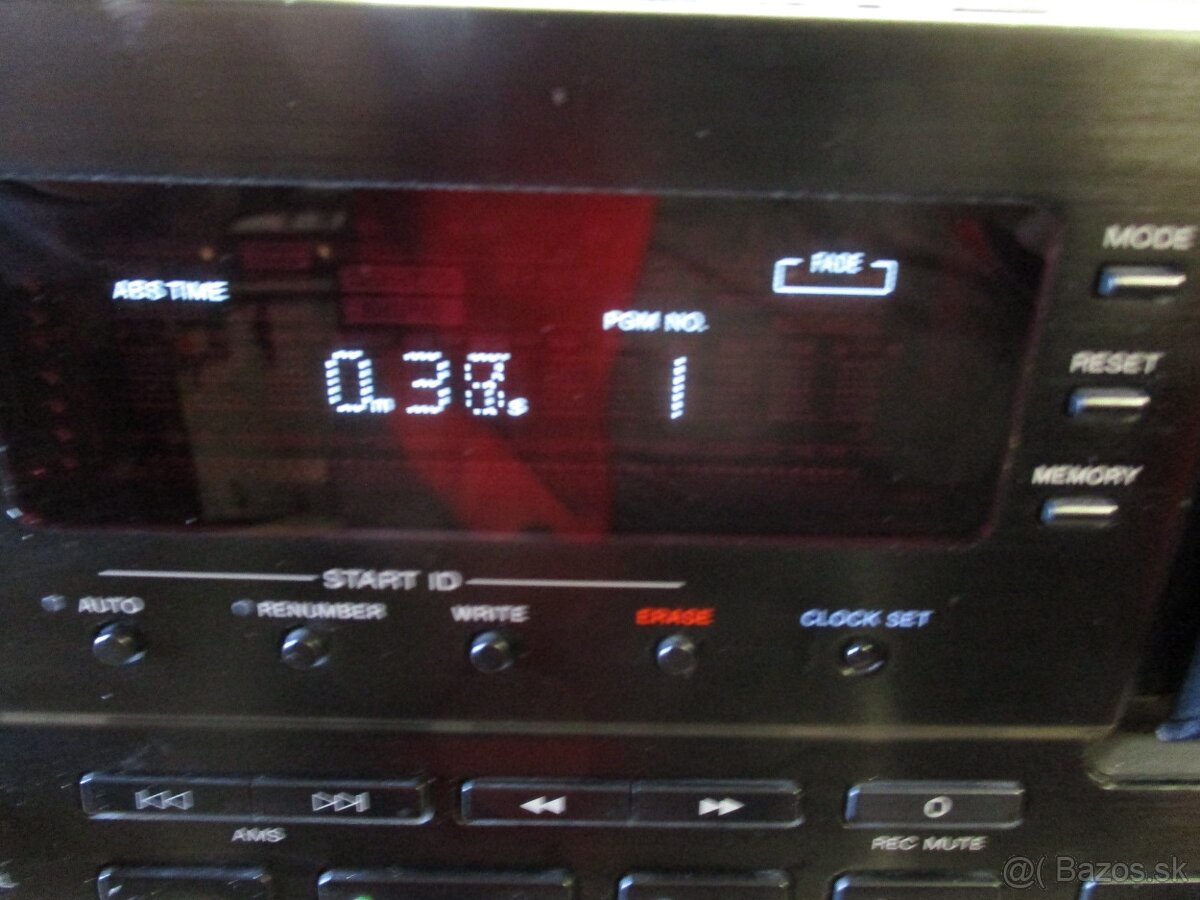 MODE
FADE
ABS TIME
PGM NO.
0m38s 1
RESET
MEMORY
START ID
AUTO RENUMBER WRITE ERASE CLOCK SET
AMS REC MUTE
@( Bazos.sk